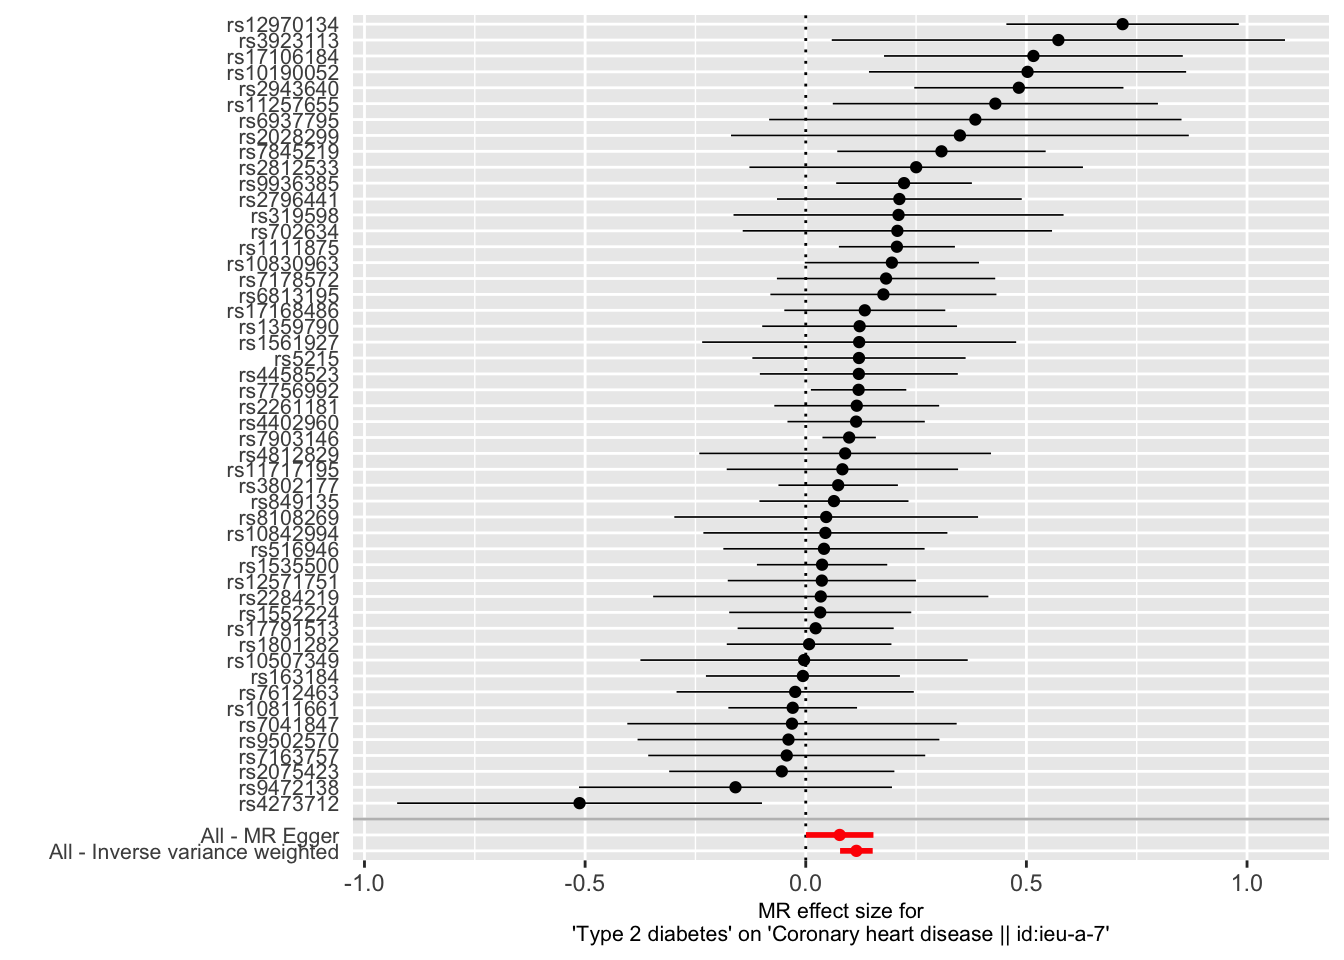 rs12970134
rs3923113
rs17106184
rs10190052
rs2943640
rs11257655
rs6937795
rs2028299
rs7845219
rs2812533
rs9936385
rs2796441
rs319598
rs702634
rs1111875
rs10830963
rs7178572
rs6813195
rs17168486
rs1359790
rs1561927
rs5215
rs4458523
rs7756992
rs2261181
rs4402960
rs7903146
rs4812829
rs11717195
rs3802177
rs849135
rs8108269
rs10842994
rs516946
rs1535500
rs12571751
rs2284219
rs1552224
rs17791513
rs1801282
rs10507349
rs163184
rs7612463
rs10811661
rs7041847
rs9502570
rs7163757
rs2075423
rs9472138
rs4273712
All - MR Egger
All - Inverse variance weighted
-1.0 -0.5 0.0 0.5 1.0
MR effect size for
'Type 2 diabetes' on 'Coronary heart disease || id:ieu-a-7'